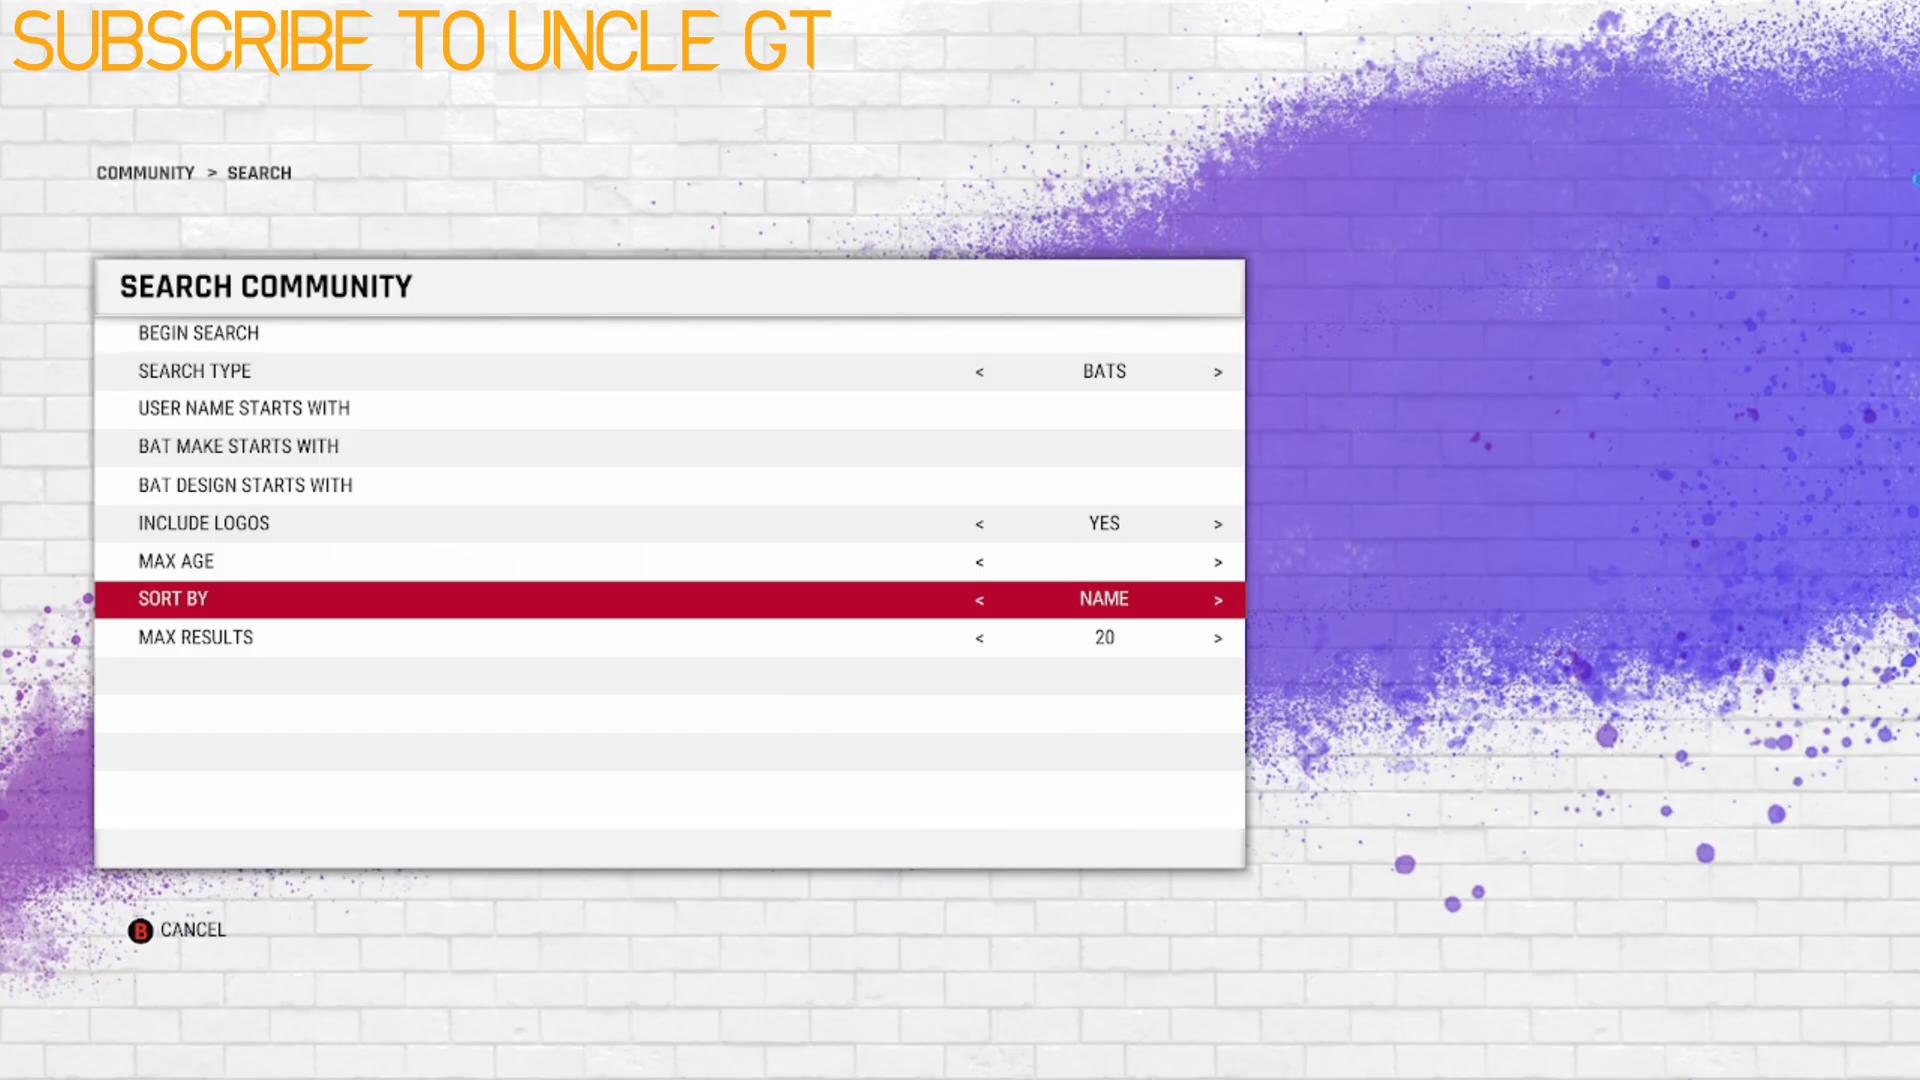 SUBSCRIBE TO UNCLE GT
COMMUNITY > SEARCH
SEARCH COMMUNITY
BEGIN SEARCH
SEARCH TYPE < BATS >
USER NAME STARTS WITH
BAT MAKE STARTS WITH
BAT DESIGN STARTS WITH
INCLUDE LOGOS < YES >
MAX AGE < >
SORT BY < NAME >
MAX RESULTS < 20 >
B CANCEL